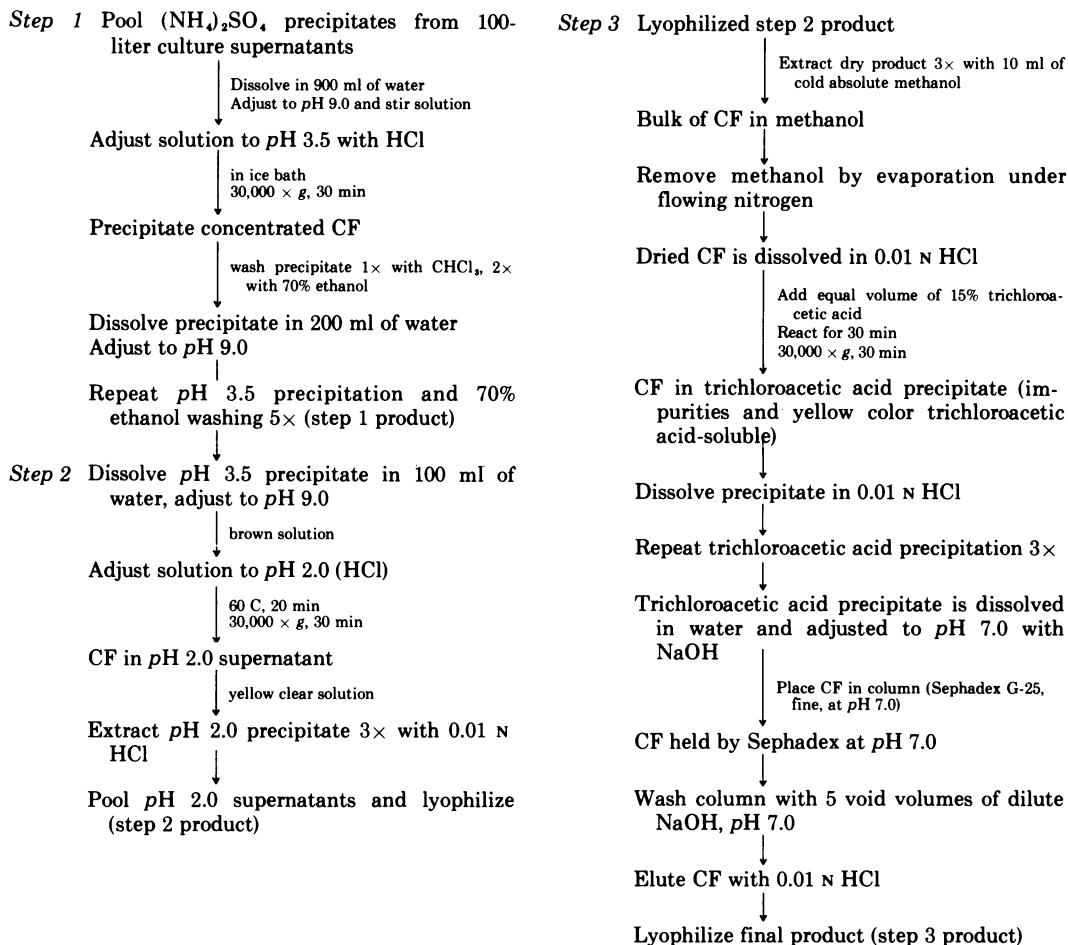 Step 1 Pool (NH₄)₂SO₄ precipitates from 100-
liter culture supernatants
Dissolve in 900 ml of water
Adjust to pH 9.0 and stir solution
Adjust solution to pH 3.5 with HCl
in ice bath
30,000 × g, 30 min
Precipitate concentrated CF
wash precipitate 1× with CHCl₃, 2×
with 70% ethanol
Dissolve precipitate in 200 ml of water
Adjust to pH 9.0
Repeat pH 3.5 precipitation and 70%
ethanol washing 5× (step 1 product)
Step 2 Dissolve pH 3.5 precipitate in 100 ml of
water, adjust to pH 9.0
brown solution
Adjust solution to pH 2.0 (HCl)
60 C, 20 min
30,000 × g, 30 min
CF in pH 2.0 supernatant
yellow clear solution
Extract pH 2.0 precipitate 3× with 0.01 N
HCl
Pool pH 2.0 supernatants and lyophilize
(step 2 product)
Step 3 Lyophilized step 2 product
Extract dry product 3× with 10 ml of
cold absolute methanol
Bulk of CF in methanol
Remove methanol by evaporation under
flowing nitrogen
Dried CF is dissolved in 0.01 N HCl
Add equal volume of 15% trichloroa-
cetic acid
React for 30 min
30,000 × g, 30 min
CF in trichloroacetic acid precipitate (im-
purities and yellow color trichloroacetic
acid-soluble)
Dissolve precipitate in 0.01 N HCl
Repeat trichloroacetic acid precipitation 3×
Trichloroacetic acid precipitate is dissolved
in water and adjusted to pH 7.0 with
NaOH
Place CF in column (Sephadex G-25,
fine, at pH 7.0)
CF held by Sephadex at pH 7.0
Wash column with 5 void volumes of dilute
NaOH, pH 7.0
Elute CF with 0.01 N HCl
Lyophilize final product (step 3 product)